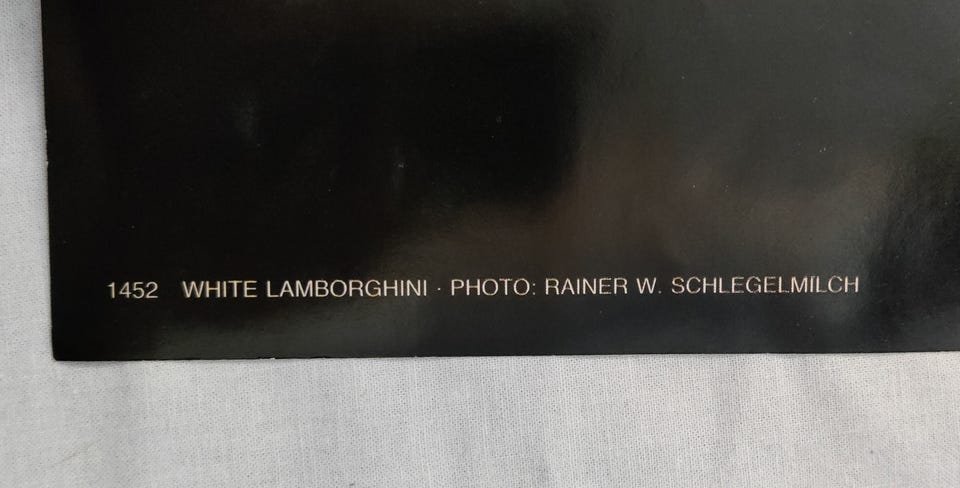 1452 WHITE LAMBORGHINI · PHOTO: RAINER W. SCHLEGELMILCH